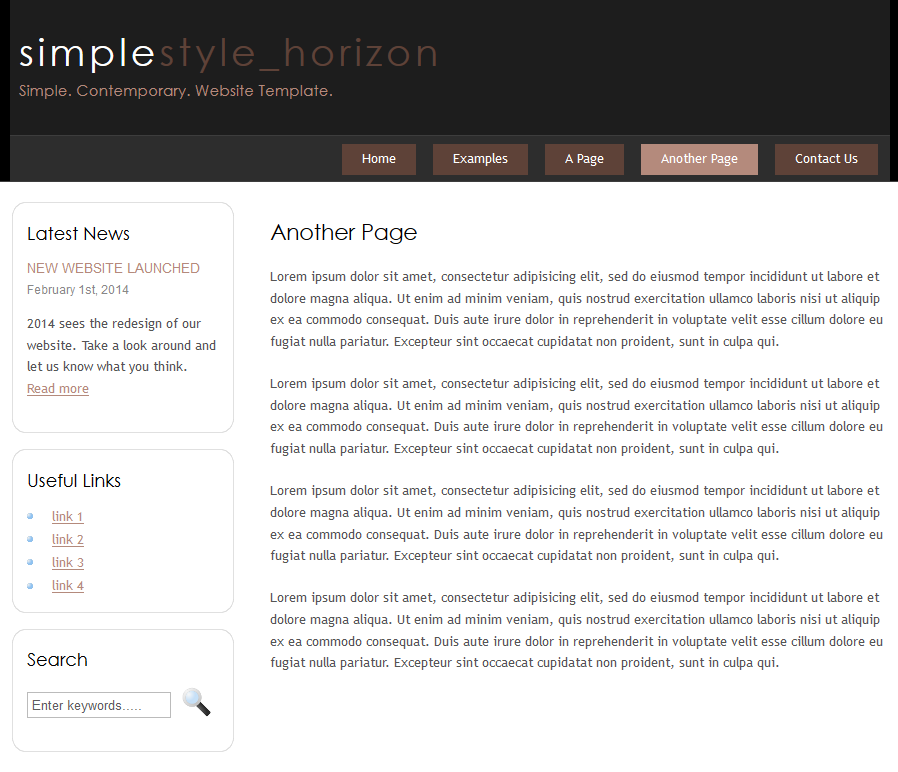 simplestyle_horizon
Simple. Contemporary. Website Template.
Home Examples A Page Another Page Contact Us
Latest News
NEW WEBSITE LAUNCHED
February 1st, 2014
2014 sees the redesign of our
website. Take a look around and
let us know what you think.
Read more
Useful Links
link 1
link 2
link 3
link 4
Search
Enter keywords.....
Another Page
Lorem ipsum dolor sit amet, consectetur adipisicing elit, sed do eiusmod tempor incididunt ut labore et
dolore magna aliqua. Ut enim ad minim veniam, quis nostrud exercitation ullamco laboris nisi ut aliquip
ex ea commodo consequat. Duis aute irure dolor in reprehenderit in voluptate velit esse cillum dolore eu
fugiat nulla pariatur. Excepteur sint occaecat cupidatat non proident, sunt in culpa qui.
Lorem ipsum dolor sit amet, consectetur adipisicing elit, sed do eiusmod tempor incididunt ut labore et
dolore magna aliqua. Ut enim ad minim veniam, quis nostrud exercitation ullamco laboris nisi ut aliquip
ex ea commodo consequat. Duis aute irure dolor in reprehenderit in voluptate velit esse cillum dolore eu
fugiat nulla pariatur. Excepteur sint occaecat cupidatat non proident, sunt in culpa qui.
Lorem ipsum dolor sit amet, consectetur adipisicing elit, sed do eiusmod tempor incididunt ut labore et
dolore magna aliqua. Ut enim ad minim veniam, quis nostrud exercitation ullamco laboris nisi ut aliquip
ex ea commodo consequat. Duis aute irure dolor in reprehenderit in voluptate velit esse cillum dolore eu
fugiat nulla pariatur. Excepteur sint occaecat cupidatat non proident, sunt in culpa qui.
Lorem ipsum dolor sit amet, consectetur adipisicing elit, sed do eiusmod tempor incididunt ut labore et
dolore magna aliqua. Ut enim ad minim veniam, quis nostrud exercitation ullamco laboris nisi ut aliquip
ex ea commodo consequat. Duis aute irure dolor in reprehenderit in voluptate velit esse cillum dolore eu
fugiat nulla pariatur. Excepteur sint occaecat cupidatat non proident, sunt in culpa qui.